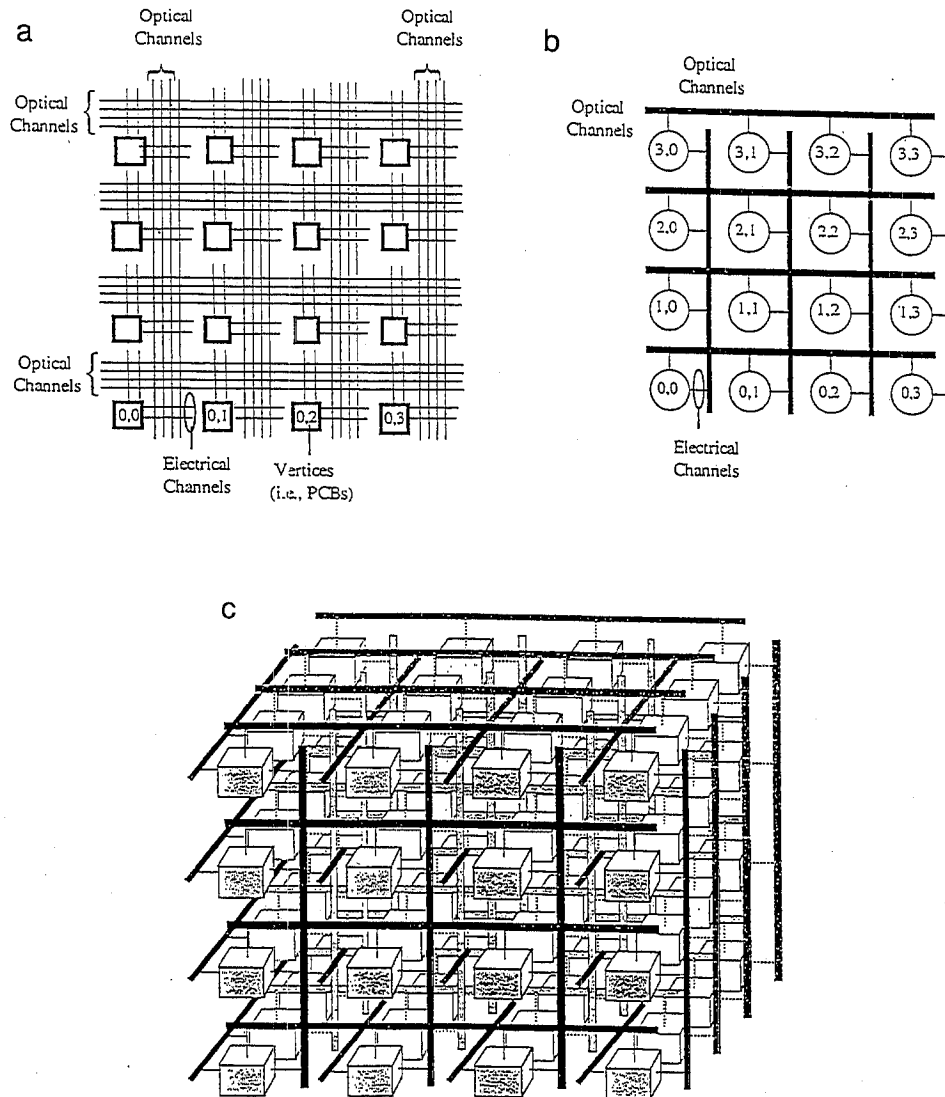 a
Optical
Channels
Optical
Channels
Optical
Channels
Optical
Channels
0,0
0,1
0,2
0,3
Electrical
Channels
Vertices
(i.e., PCBs)
b
Optical
Channels
Optical
Channels
3,0
3,1
3,2
3,3
2,0
2,1
2,2
2,3
1,0
1,1
1,2
1,3
0,0
0,1
0,2
0,3
Electrical
Channels
c